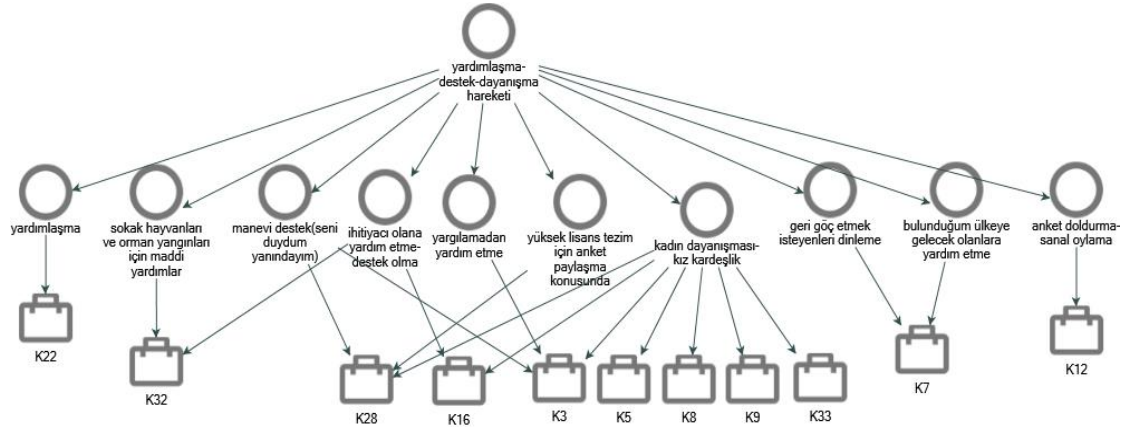 yardımlaşma-
destek-dayanışma
hareketi
yardımlaşma
sokak hayvanları
ve orman yangınları
için maddi
yardımlar
manevi destek(seni
duydum
yanındayım)
ihitiyacı olana
yardım etme-
destek olma
yargılamadan
yardım etme
yüksek lisans tezim
için anket
paylaşma
konusunda
kadın dayanışması-
kız kardeşlik
geri göç etmek
isteyenleri dinleme
bulunduğum ülkeye
gelecek olanlara
yardım etme
anket doldurma-
sanal oylama
K22
K32
K28
K16
K3
K5
K8
K9
K33
K7
K12